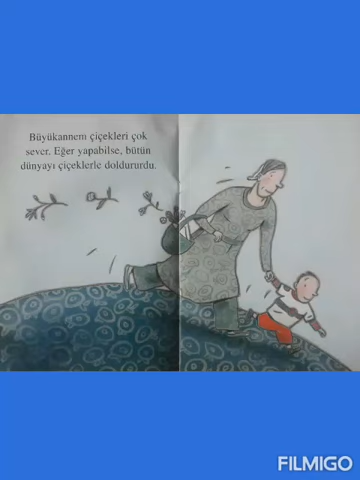 Büyükannem çiçekleri çok
sever. Eğer yapabilse, bütün
dünyayı çiçeklerle doldururdu.
FILMIGO